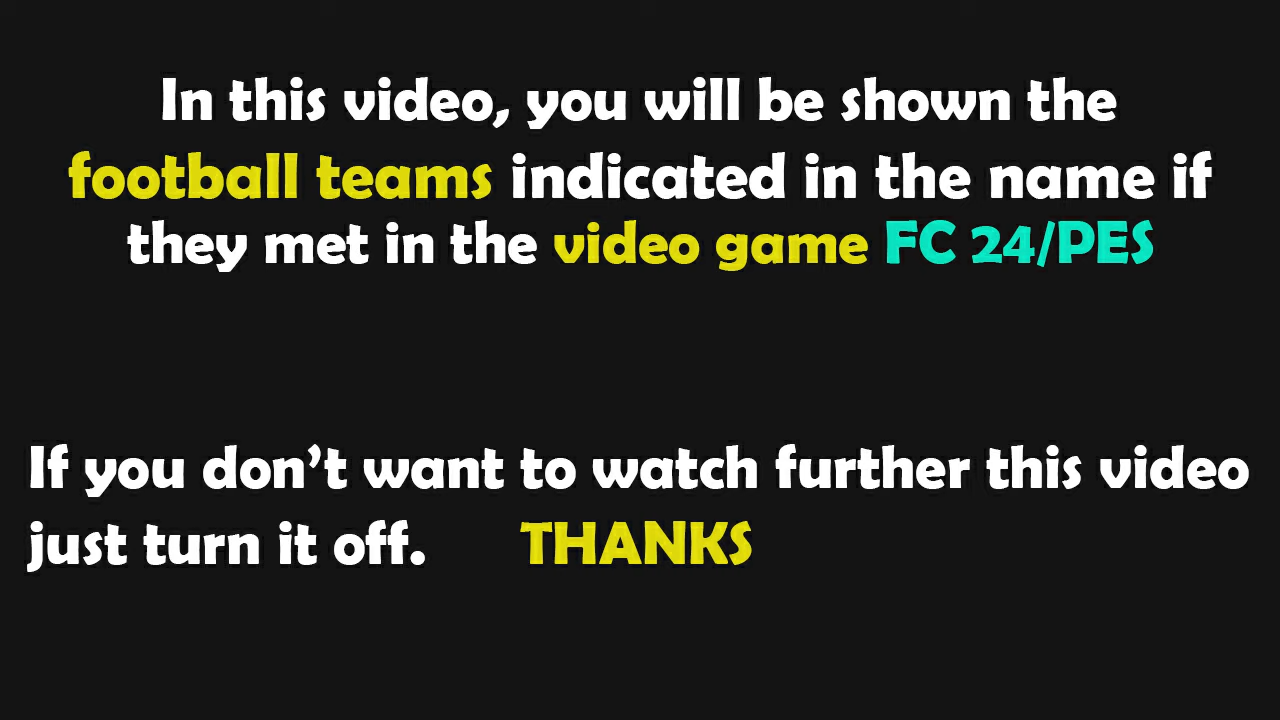 In this video, you will be shown the
football teams indicated in the name if
they met in the video game FC 24/PES
If you don’t want to watch further this video
just turn it off. THANKS